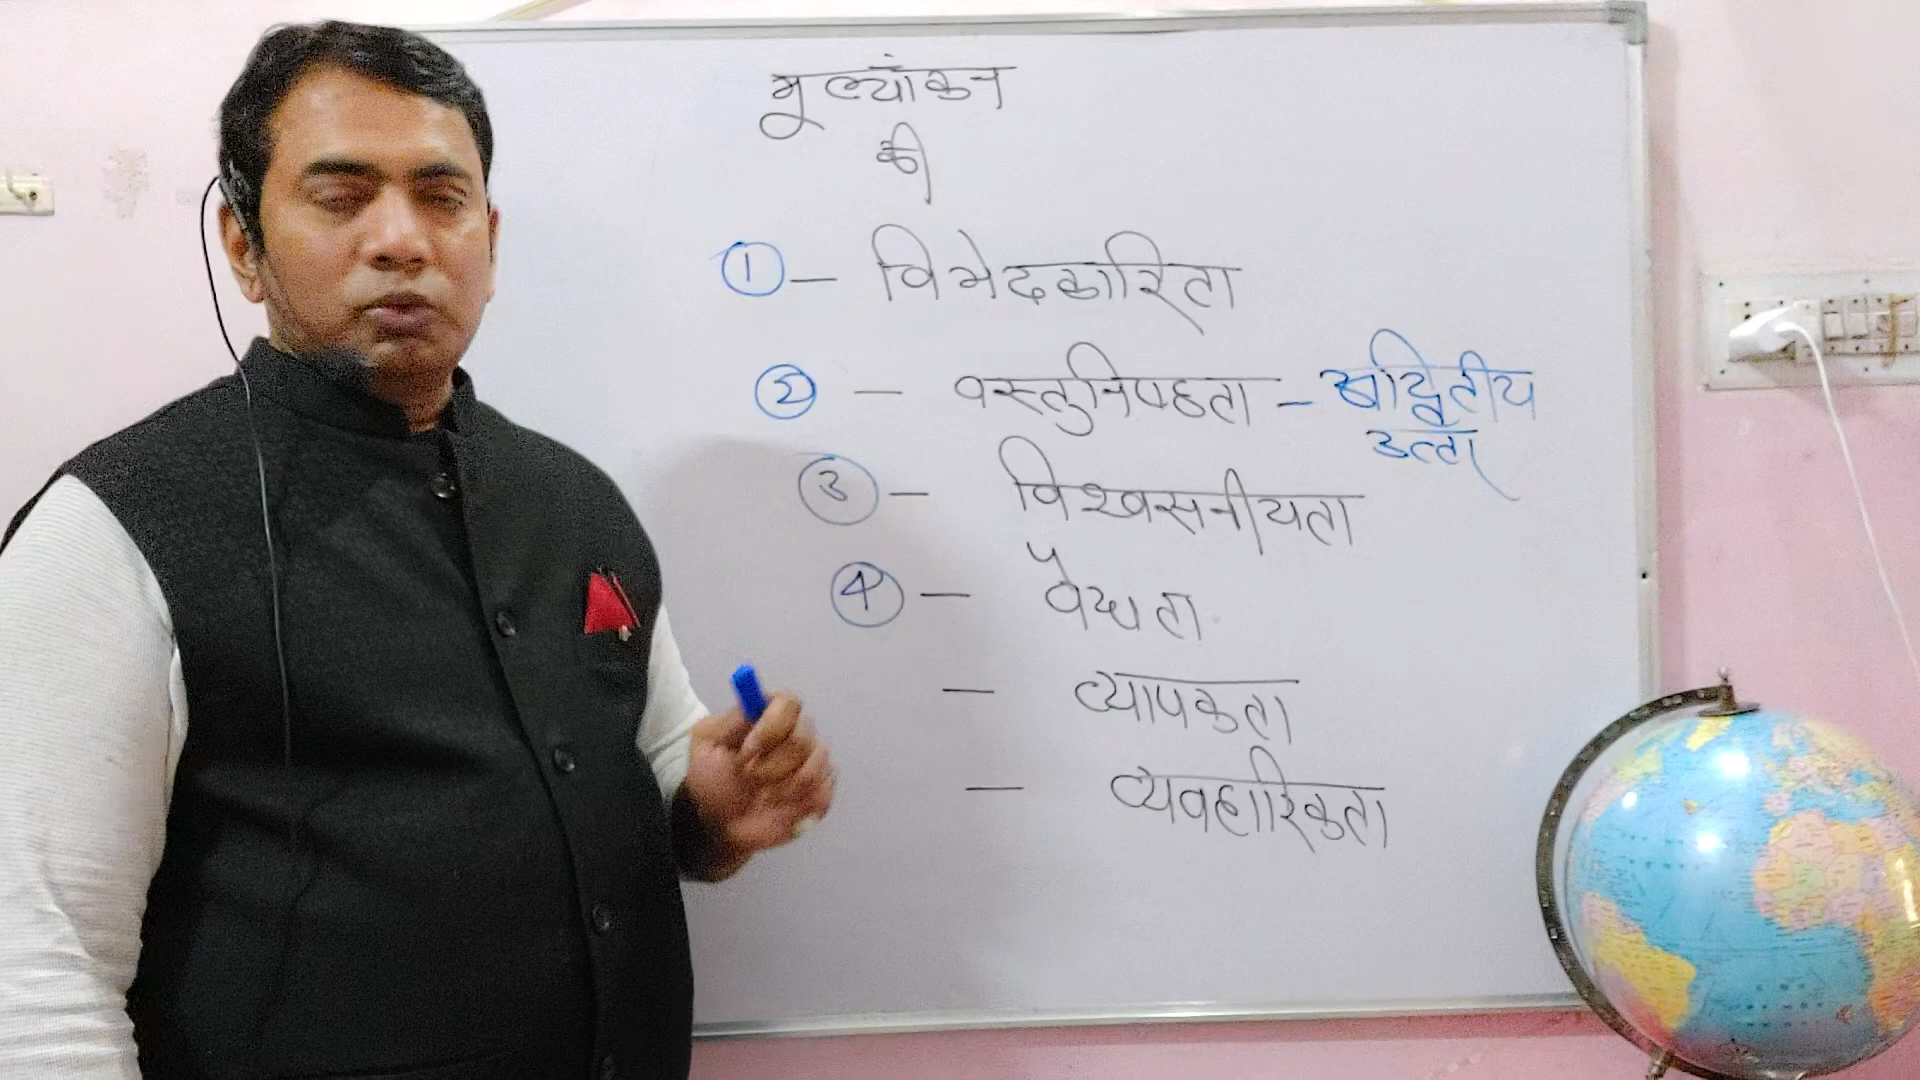 मूल्यांकन
की
① – विभेदकारिता
② – वस्तुनिष्ठता – अद्वितीय
उत्तर
③ – विश्वसनीयता
④ – वैधता
– व्यापकता
– व्यवहारिकता